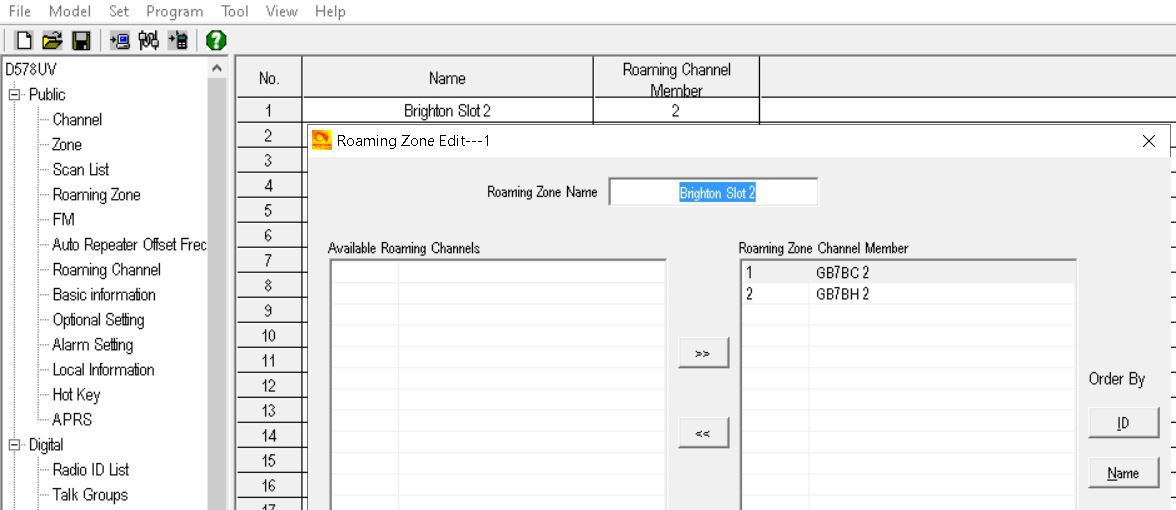 File Model Set Program Tool View Help
D578UV
Public
Channel
Zone
Scan List
Roaming Zone
FM
Auto Repeater Offset Frec
Roaming Channel
Basic information
Optional Setting
Alarm Setting
Local Information
Hot Key
APRS
Digital
Radio ID List
Talk Groups
No. Name Roaming Channel
Member
1 Brighton Slot 2 2
2
3
4
5
6
7
8
9
10
11
12
13
14
15
16
17
Roaming Zone Edit---1
Roaming Zone Name Brighton Slot 2
Available Roaming Channels
>>
<<
Roaming Zone Channel Member
1 GB7BC 2
2 GB7BH 2
Order By
ID
Name